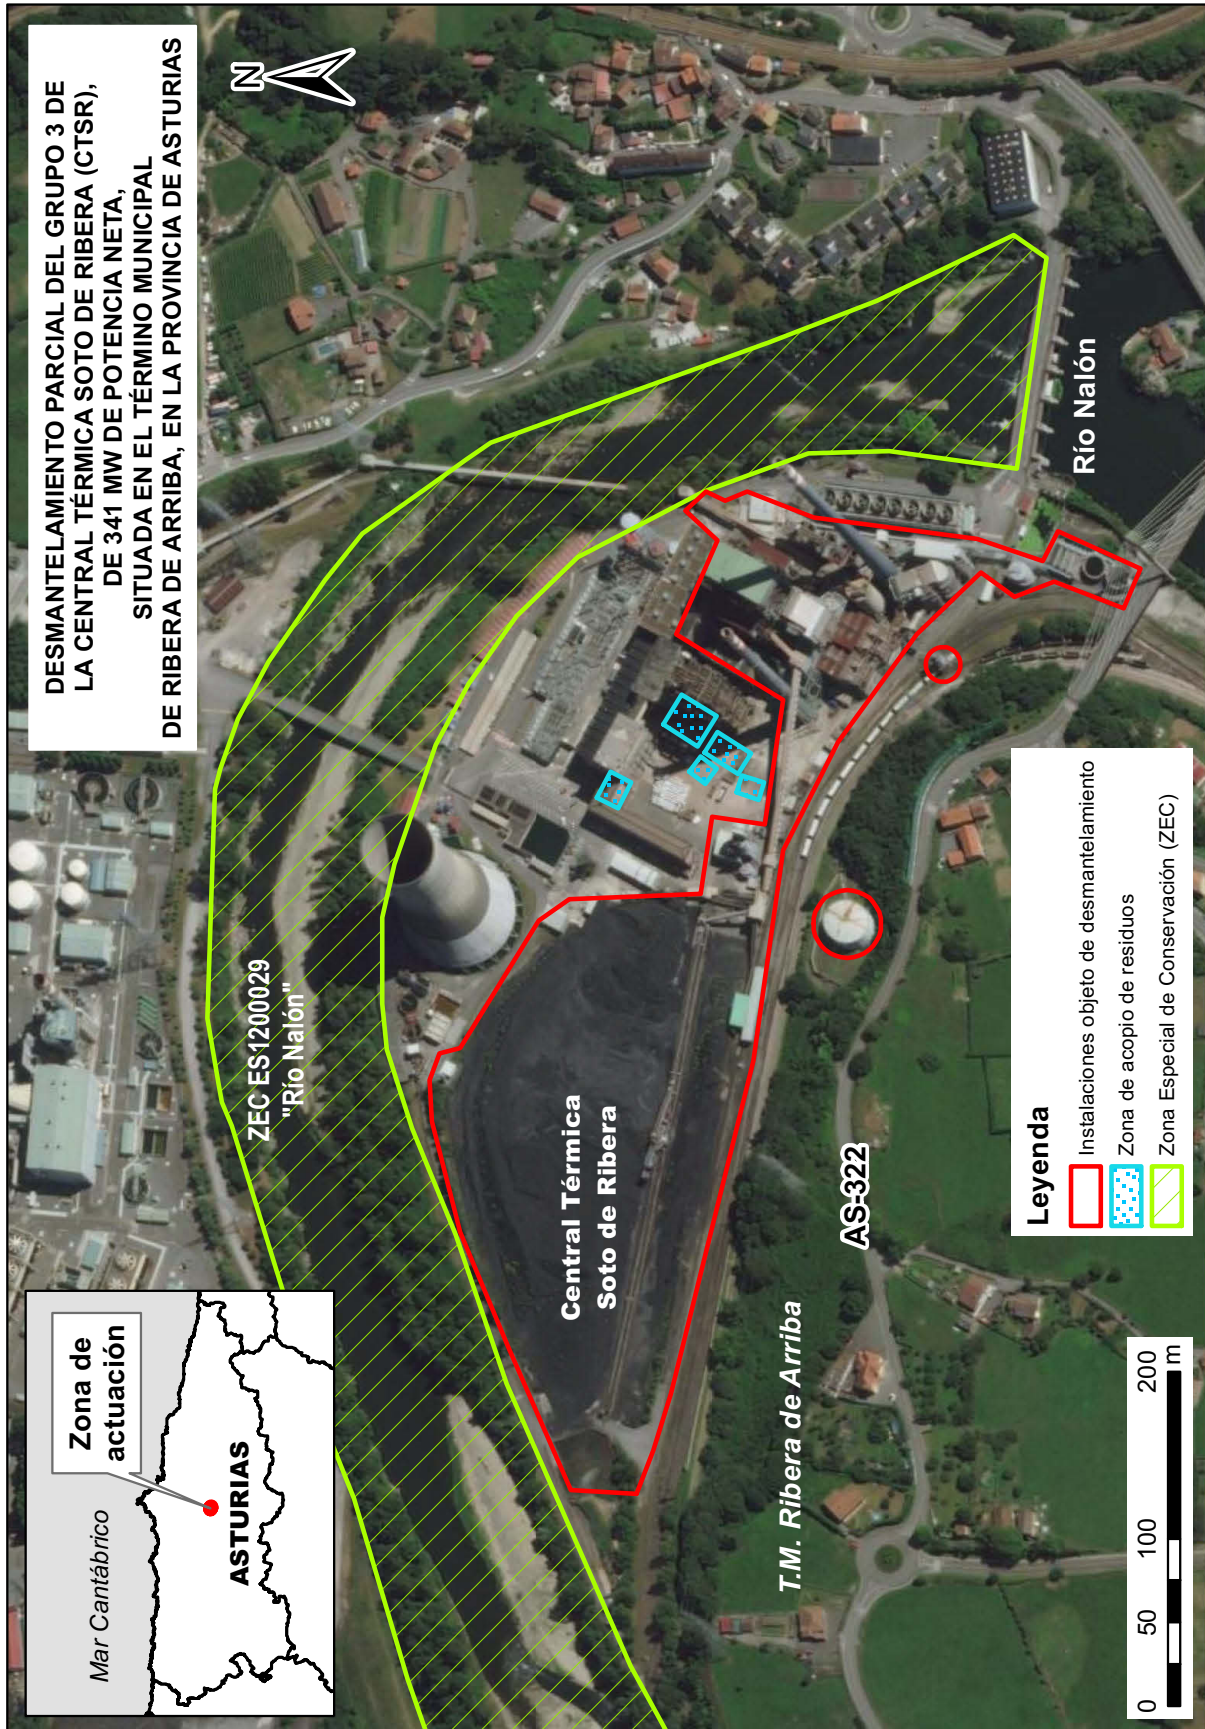 DESMANTELAMIENTO PARCIAL DEL GRUPO 3 DE
LA CENTRAL TÉRMICA SOTO DE RIBERA (CTSR),
DE 341 MW DE POTENCIA NETA,
SITUADA EN EL TÉRMINO MUNICIPAL
DE RIBERA DE ARRIBA, EN LA PROVINCIA DE ASTURIAS
N
Mar Cantábrico
Zona de
actuación
ASTURIAS
ZEC ES1200029
"Río Nalón"
Central Térmica
Soto de Ribera
Río Nalón
AS-322
T.M. Ribera de Arriba
Leyenda
Instalaciones objeto de desmantelamiento
Zona de acopio de residuos
Zona Especial de Conservación (ZEC)
0 50 100 200
m